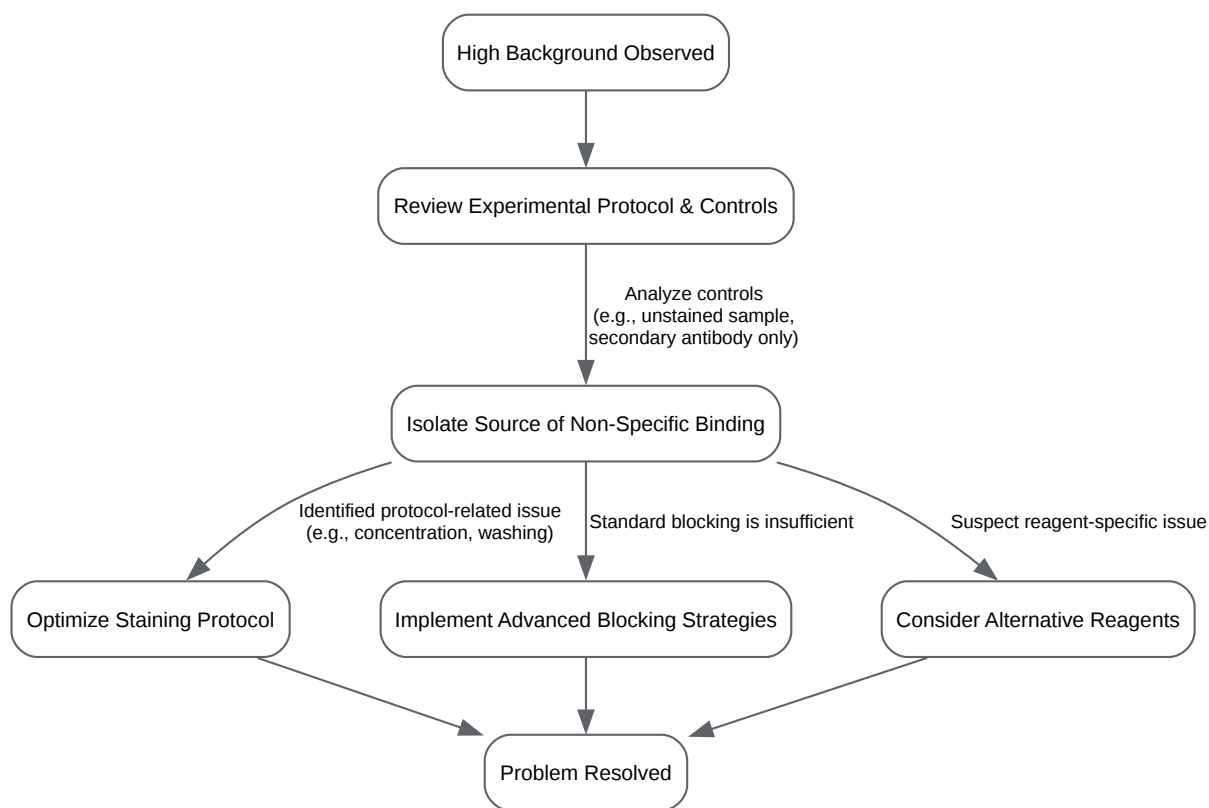 High Background Observed
Review Experimental Protocol & Controls
Analyze controls
(e.g., unstained sample,
secondary antibody only)
Isolate Source of Non-Specific Binding
Identified protocol-related issue
(e.g., concentration, washing)
Standard blocking is insufficient
Suspect reagent-specific issue
Optimize Staining Protocol
Implement Advanced Blocking Strategies
Consider Alternative Reagents
Problem Resolved